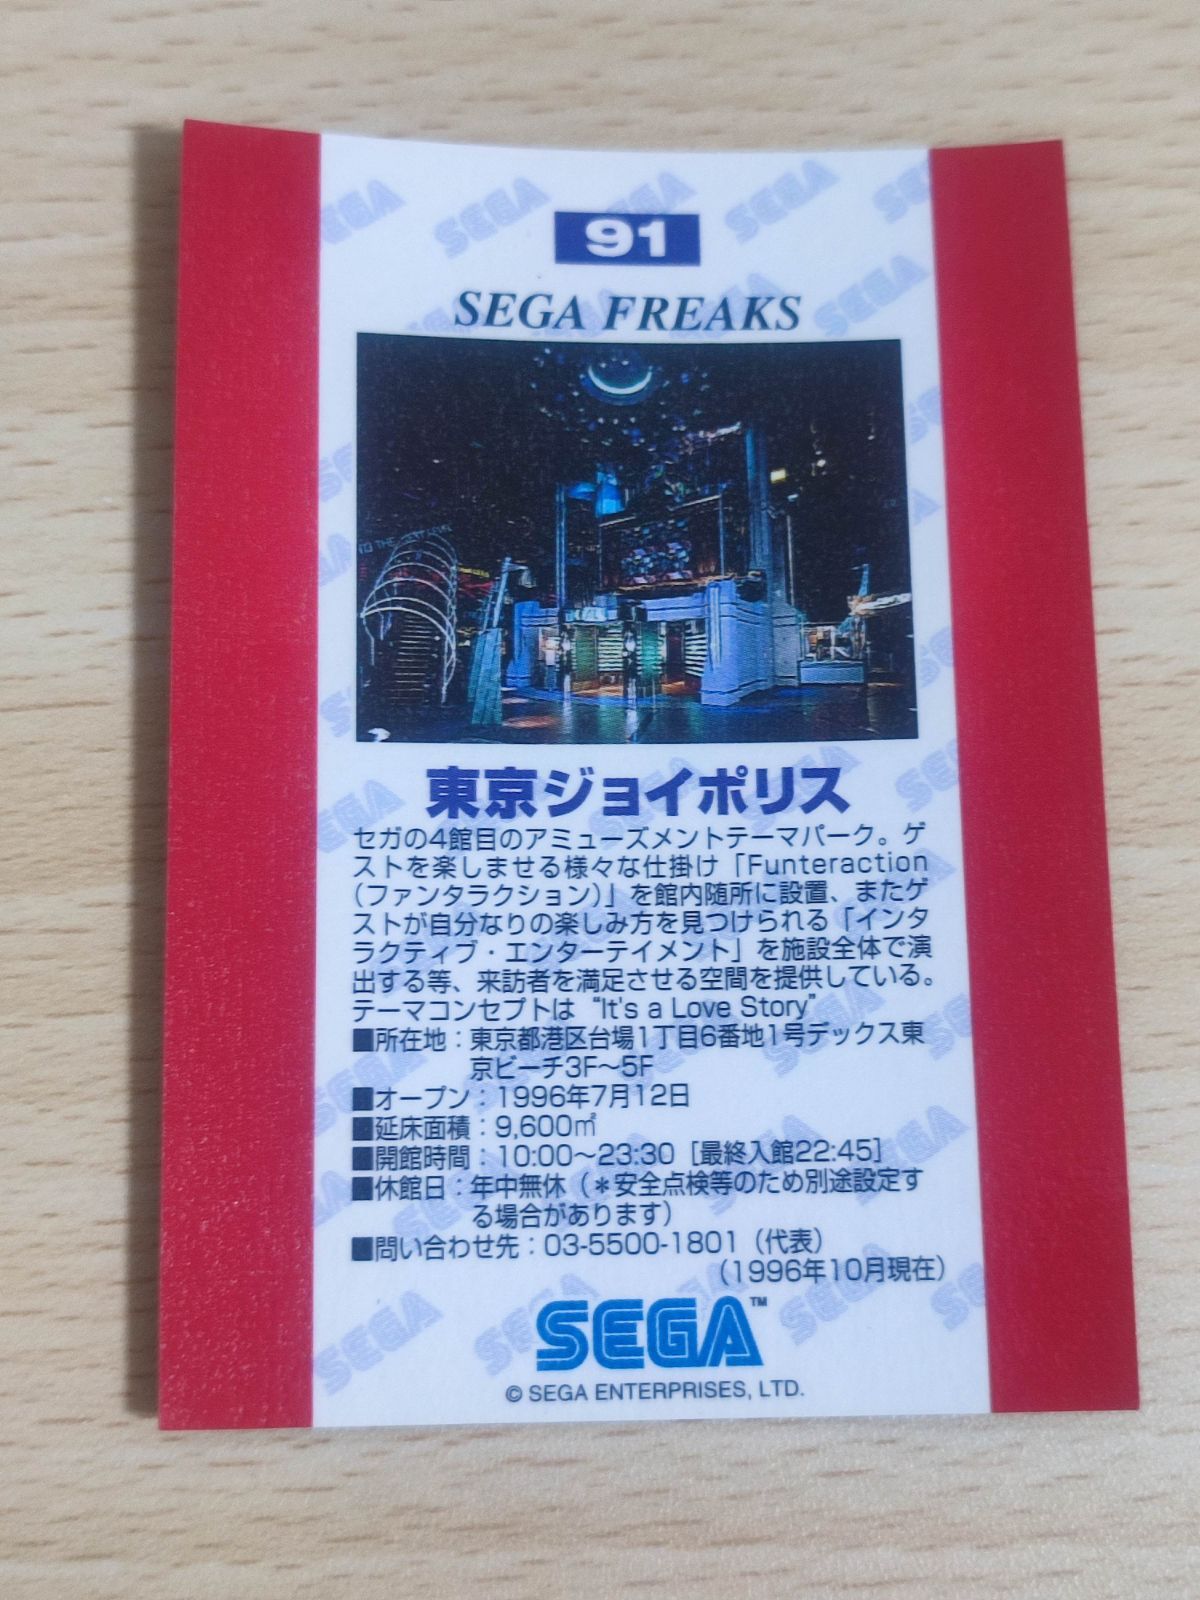 91
SEGA FREAKS
東京ジョイポリス
セガの4館目のアミューズメントテーマパーク。ゲ
ストを楽しませる様々な仕掛け「Funteraction
(ファンタラクション)」を館内随所に設置、またゲ
ストが自分なりの楽しみ方を見つけられる「インタ
ラクティブ・エンターテイメント」を施設全体で演
出する等、来訪者を満足させる空間を提供している。
テーマコンセプトは“It's a Love Story”
■所在地:東京都港区台場1丁目6番地1号デックス東
京ビーチ3F〜5F
■オープン:1996年7月12日
■延床面積:9,600㎡
■開館時間:10:00〜23:30[最終入館22:45]
■休館日:年中無休(*安全点検等のため別途設定す
る場合があります)
■問い合わせ先:03-5500-1801(代表)
(1996年10月現在)
SEGA™
© SEGA ENTERPRISES, LTD.